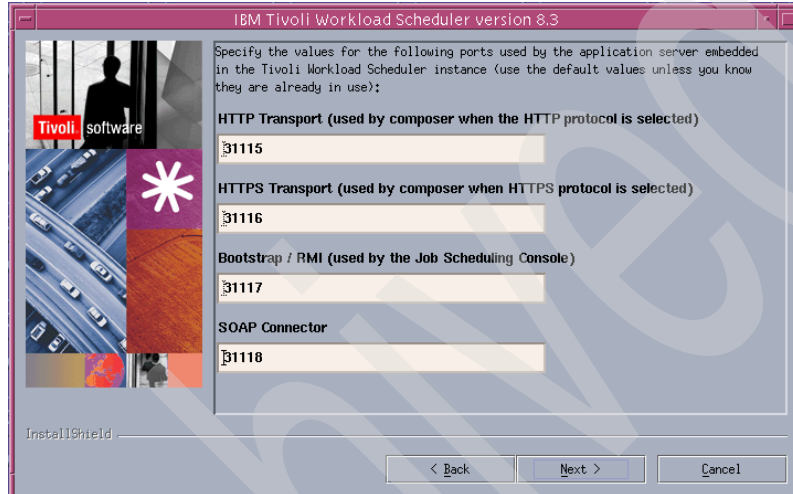 IBM Tivoli Workload Scheduler version 8.3
Specify the values for the following ports used by the application server embedded
in the Tivoli Workload Scheduler instance (use the default values unless you know
they are already in use):
HTTP Transport (used by composer when the HTTP protocol is selected)
31115
HTTPS Transport (used by composer when HTTPS protocol is selected)
31116
Bootstrap / RMI (used by the Job Scheduling Console)
31117
SOAP Connector
31118
Tivoli software
InstallShield
< Back Next > Cancel